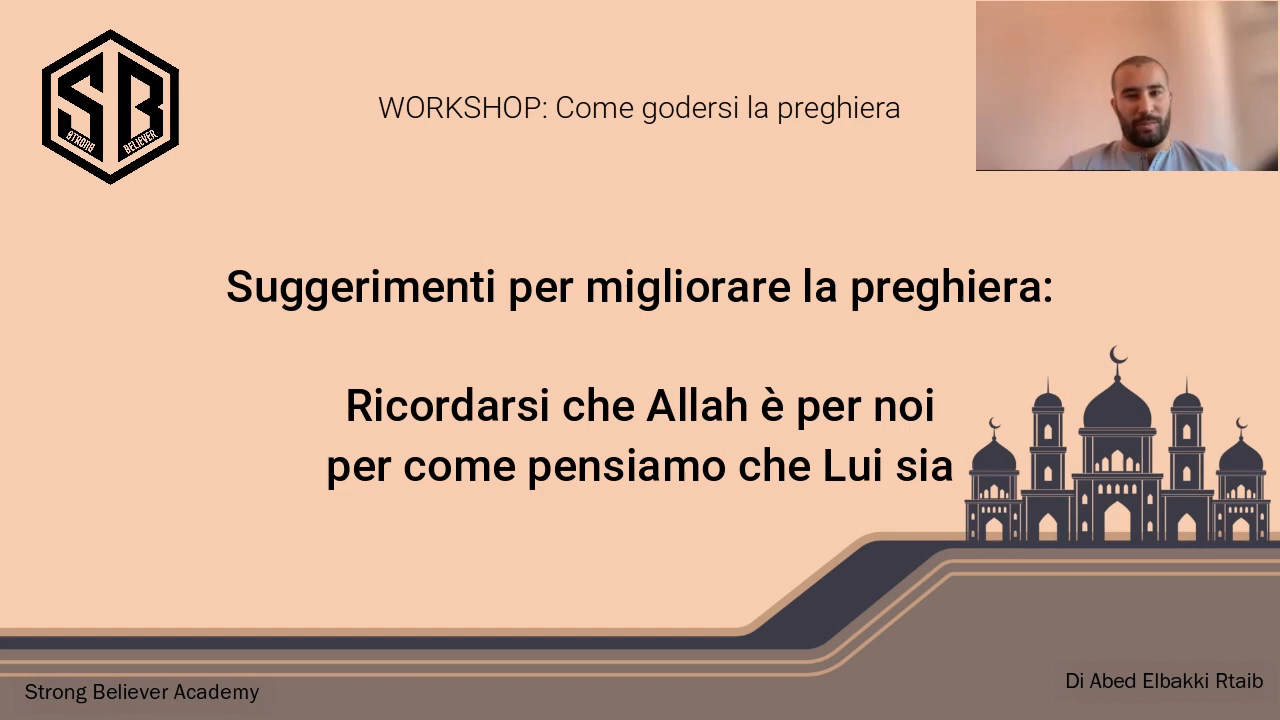 SB
STRONG BELIEVER
WORKSHOP: Come godersi la preghiera
Suggerimenti per migliorare la preghiera:
Ricordarsi che Allah è per noi
per come pensiamo che Lui sia
Strong Believer Academy
Di Abed Elbakki Rtaib